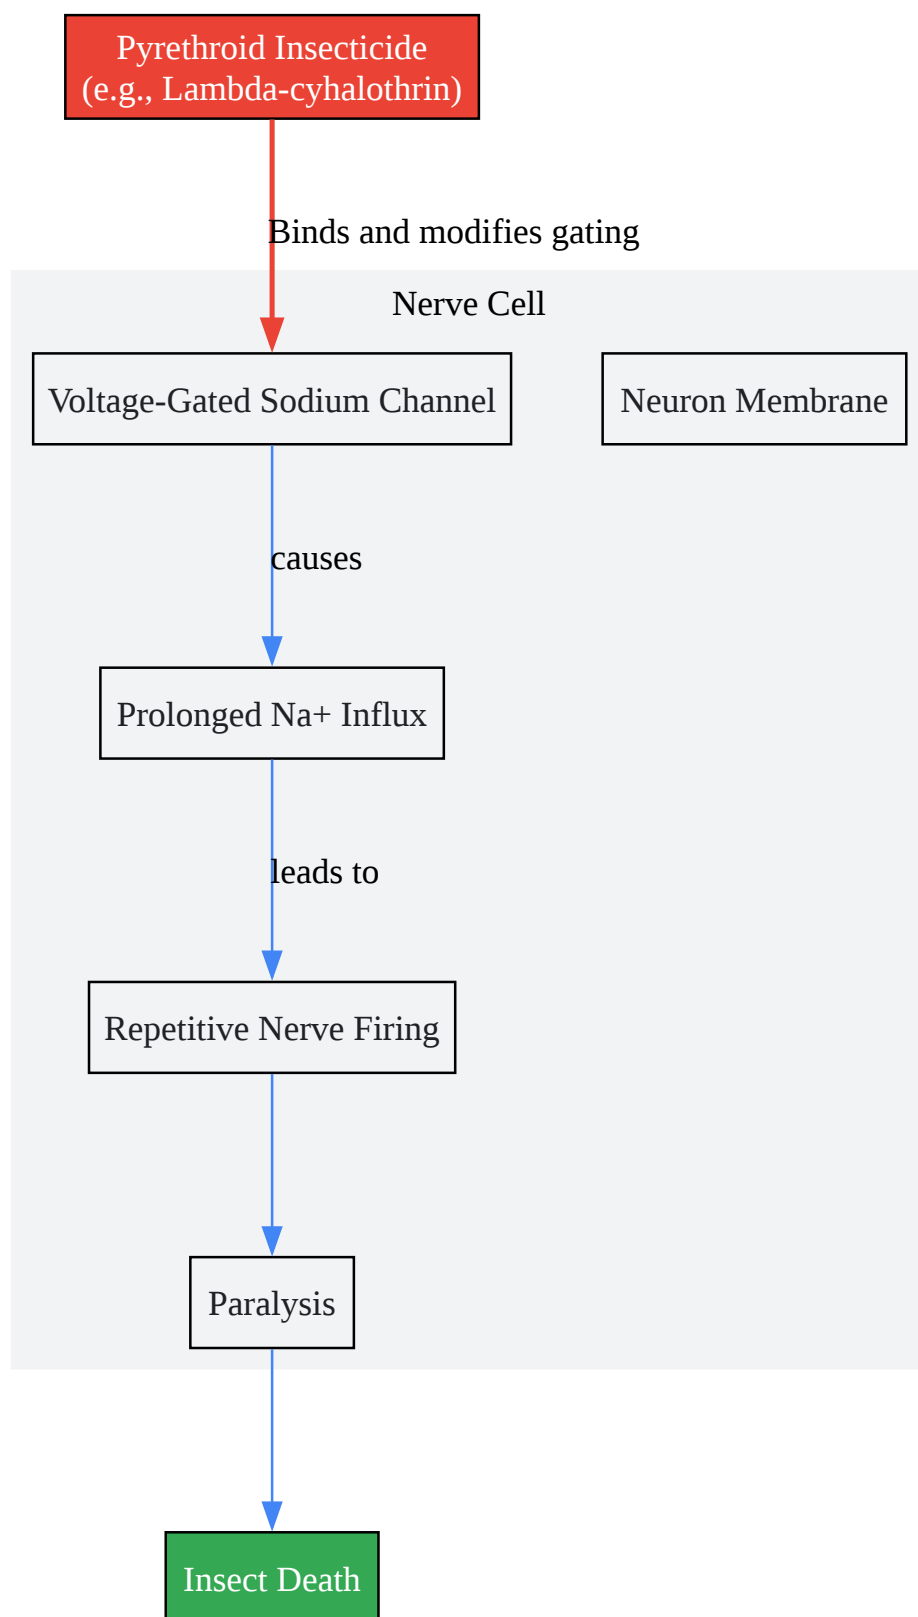 Pyrethroid Insecticide
(e.g., Lambda-cyhalothrin)
Binds and modifies gating
Nerve Cell
Voltage-Gated Sodium Channel
Neuron Membrane
causes
Prolonged Na+ Influx
leads to
Repetitive Nerve Firing
Paralysis
Insect Death